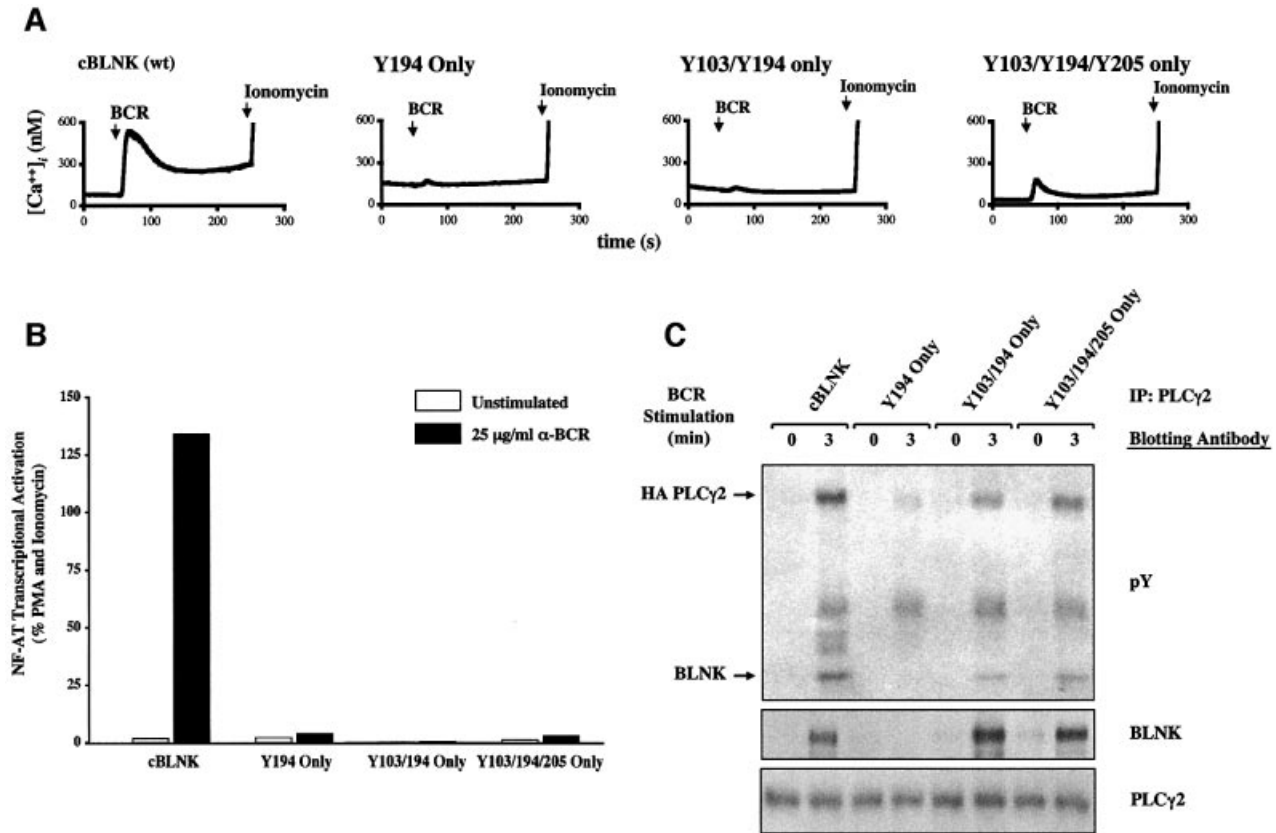 A
cBLNK (wt)
Y194 Only
Y103/Y194 only
Y103/Y194/Y205 only
[Ca++]i (nM)
600
300
0
BCR
Ionomycin
0 100 200 300
600
300
0
BCR
Ionomycin
0 100 200 300
600
300
0
BCR
Ionomycin
0 100 200 300
600
300
0
BCR
Ionomycin
0 100 200 300
time (s)
B
NF-AT Transcriptional Activation
(% PMA and Ionomycin)
150
125
100
75
50
25
0
Unstimulated
25 µg/ml α-BCR
cBLNK Y194 Only Y103/194 Only Y103/194/205 Only
C
BCR
Stimulation
(min)
cBLNK
Y194 Only
Y103/194 Only
Y103/194/205 Only
IP: PLCγ2
0 3 0 3 0 3 0 3
Blotting Antibody
HA PLCγ2
pY
BLNK
BLNK
PLCγ2